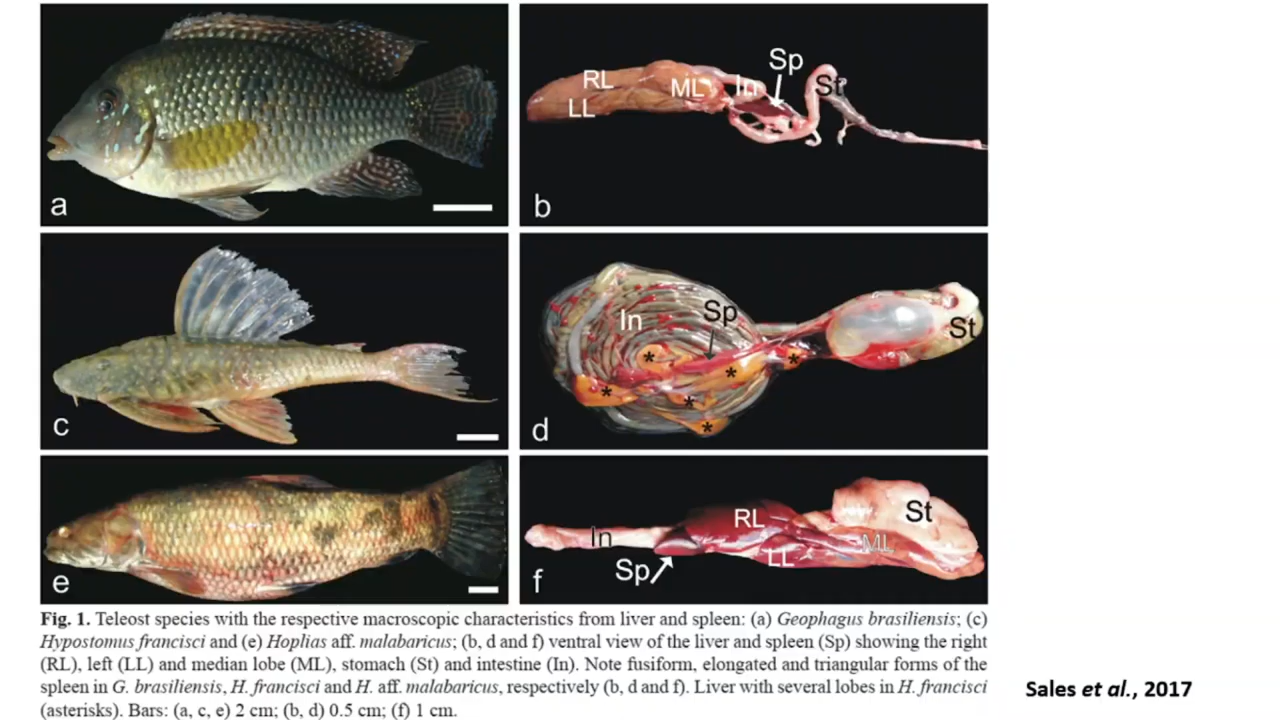 a
b
RL
LL
ML
In
Sp
St
c
d
In
Sp
St
*
*
*
*
*
*
e
f
In
Sp
RL
LL
ML
St
Fig. 1. Teleost species with the respective macroscopic characteristics from liver and spleen: (a) Geophagus brasiliensis; (c)
Hypostomus francisci and (e) Hoplias aff. malabaricus; (b, d and f) ventral view of the liver and spleen (Sp) showing the right
(RL), left (LL) and median lobe (ML), stomach (St) and intestine (In). Note fusiform, elongated and triangular forms of the
spleen in G. brasiliensis, H. francisci and H. aff. malabaricus, respectively (b, d and f). Liver with several lobes in H. francisci
(asterisks). Bars: (a, c, e) 2 cm; (b, d) 0.5 cm; (f) 1 cm.
Sales et al., 2017